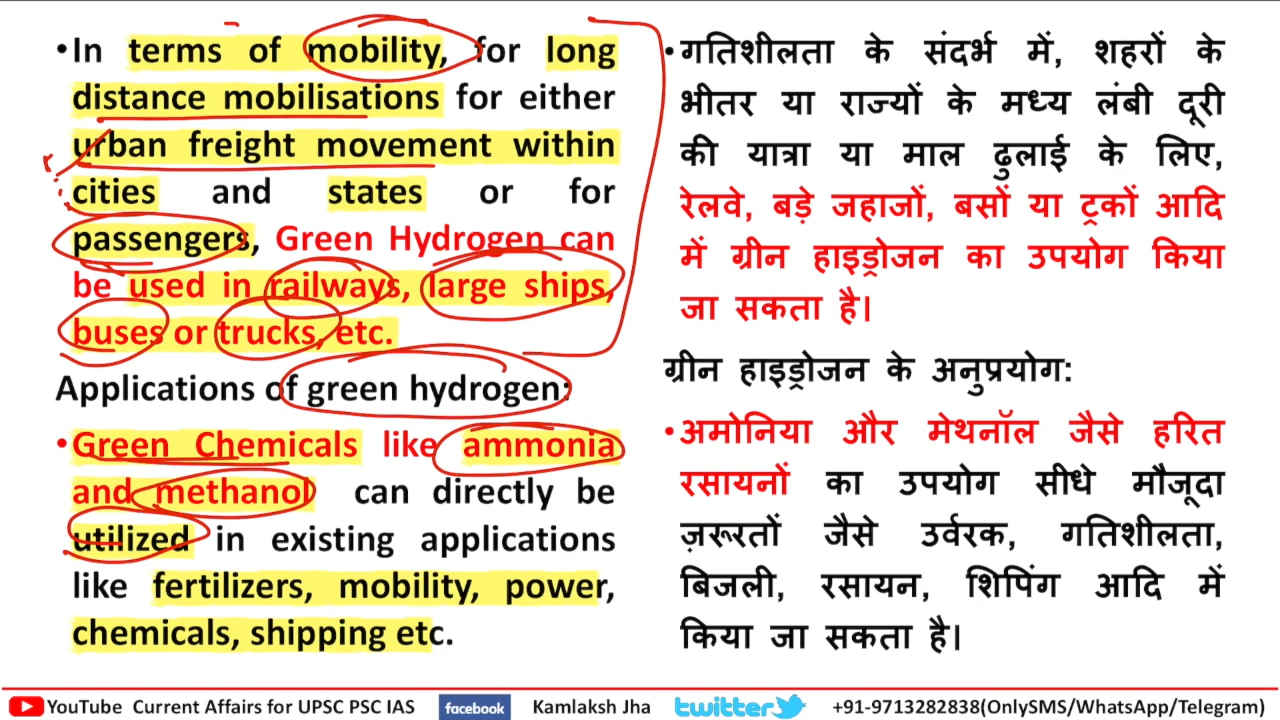 •In terms of mobility, for long
distance mobilisations for either
urban freight movement within
cities and states or for
passengers, Green Hydrogen can
be used in railways, large ships,
buses or trucks, etc.
Applications of green hydrogen:
•Green Chemicals like ammonia
and methanol can directly be
utilized in existing applications
like fertilizers, mobility, power,
chemicals, shipping etc.
•गतिशीलता के संदर्भ में, शहरों के
भीतर या राज्यों के मध्य लंबी दूरी
की यात्रा या माल ढुलाई के लिए,
रेलवे, बड़े जहाजों, बसों या ट्रकों आदि
में ग्रीन हाइड्रोजन का उपयोग किया
जा सकता है।
ग्रीन हाइड्रोजन के अनुप्रयोग:
•अमोनिया और मेथनॉल जैसे हरित
रसायनों का उपयोग सीधे मौजूदा
ज़रूरतों जैसे उर्वरक, गतिशीलता,
बिजली, रसायन, शिपिंग आदि में
किया जा सकता है।
YouTube Current Affairs for UPSC PSC IAS facebook Kamlaksh Jha twitter +91-9713282838(OnlySMS/WhatsApp/Telegram)